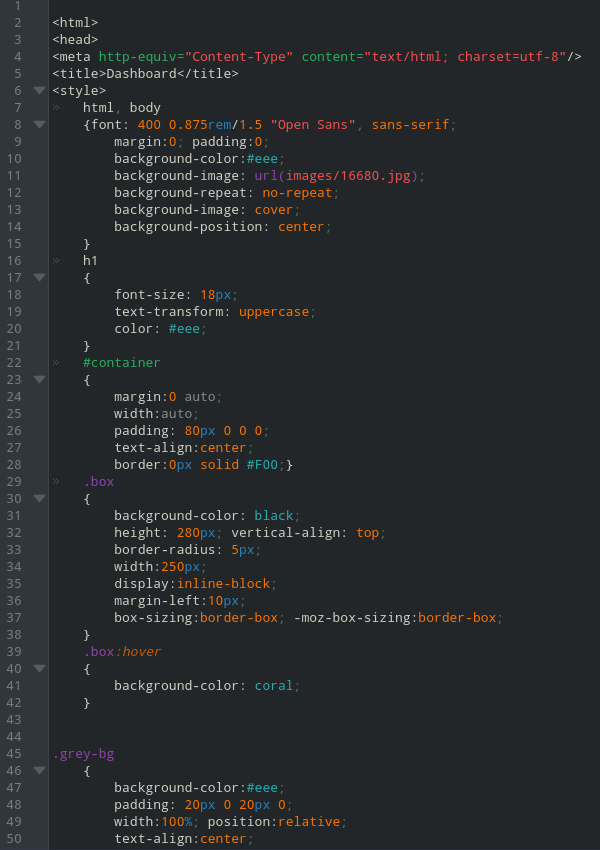 1
2 <html>
3 <head>
4 <meta http-equiv="Content-Type" content="text/html; charset=utf-8"/>
5 <title>Dashboard</title>
6 <style>
7 » html, body
8 {font: 400 0.875rem/1.5 "Open Sans", sans-serif;
9 margin:0; padding:0;
10 background-color:#eee;
11 background-image: url(images/16680.jpg);
12 background-repeat: no-repeat;
13 background-image: cover;
14 background-position: center;
15 }
16 » h1
17 {
18 font-size: 18px;
19 text-transform: uppercase;
20 color: #eee;
21 }
22 » #container
23 {
24 margin:0 auto;
25 width:auto;
26 padding: 80px 0 0 0;
27 text-align:center;
28 border:0px solid #F00;}
29 » .box
30 {
31 background-color: black;
32 height: 280px; vertical-align: top;
33 border-radius: 5px;
34 width:250px;
35 display:inline-block;
36 margin-left:10px;
37 box-sizing:border-box; -moz-box-sizing:border-box;
38 }
39 .box:hover
40 {
41 background-color: coral;
42 }
43
44
45 .grey-bg
46 {
47 background-color:#eee;
48 padding: 20px 0 20px 0;
49 width:100%; position:relative;
50 text-align:center;